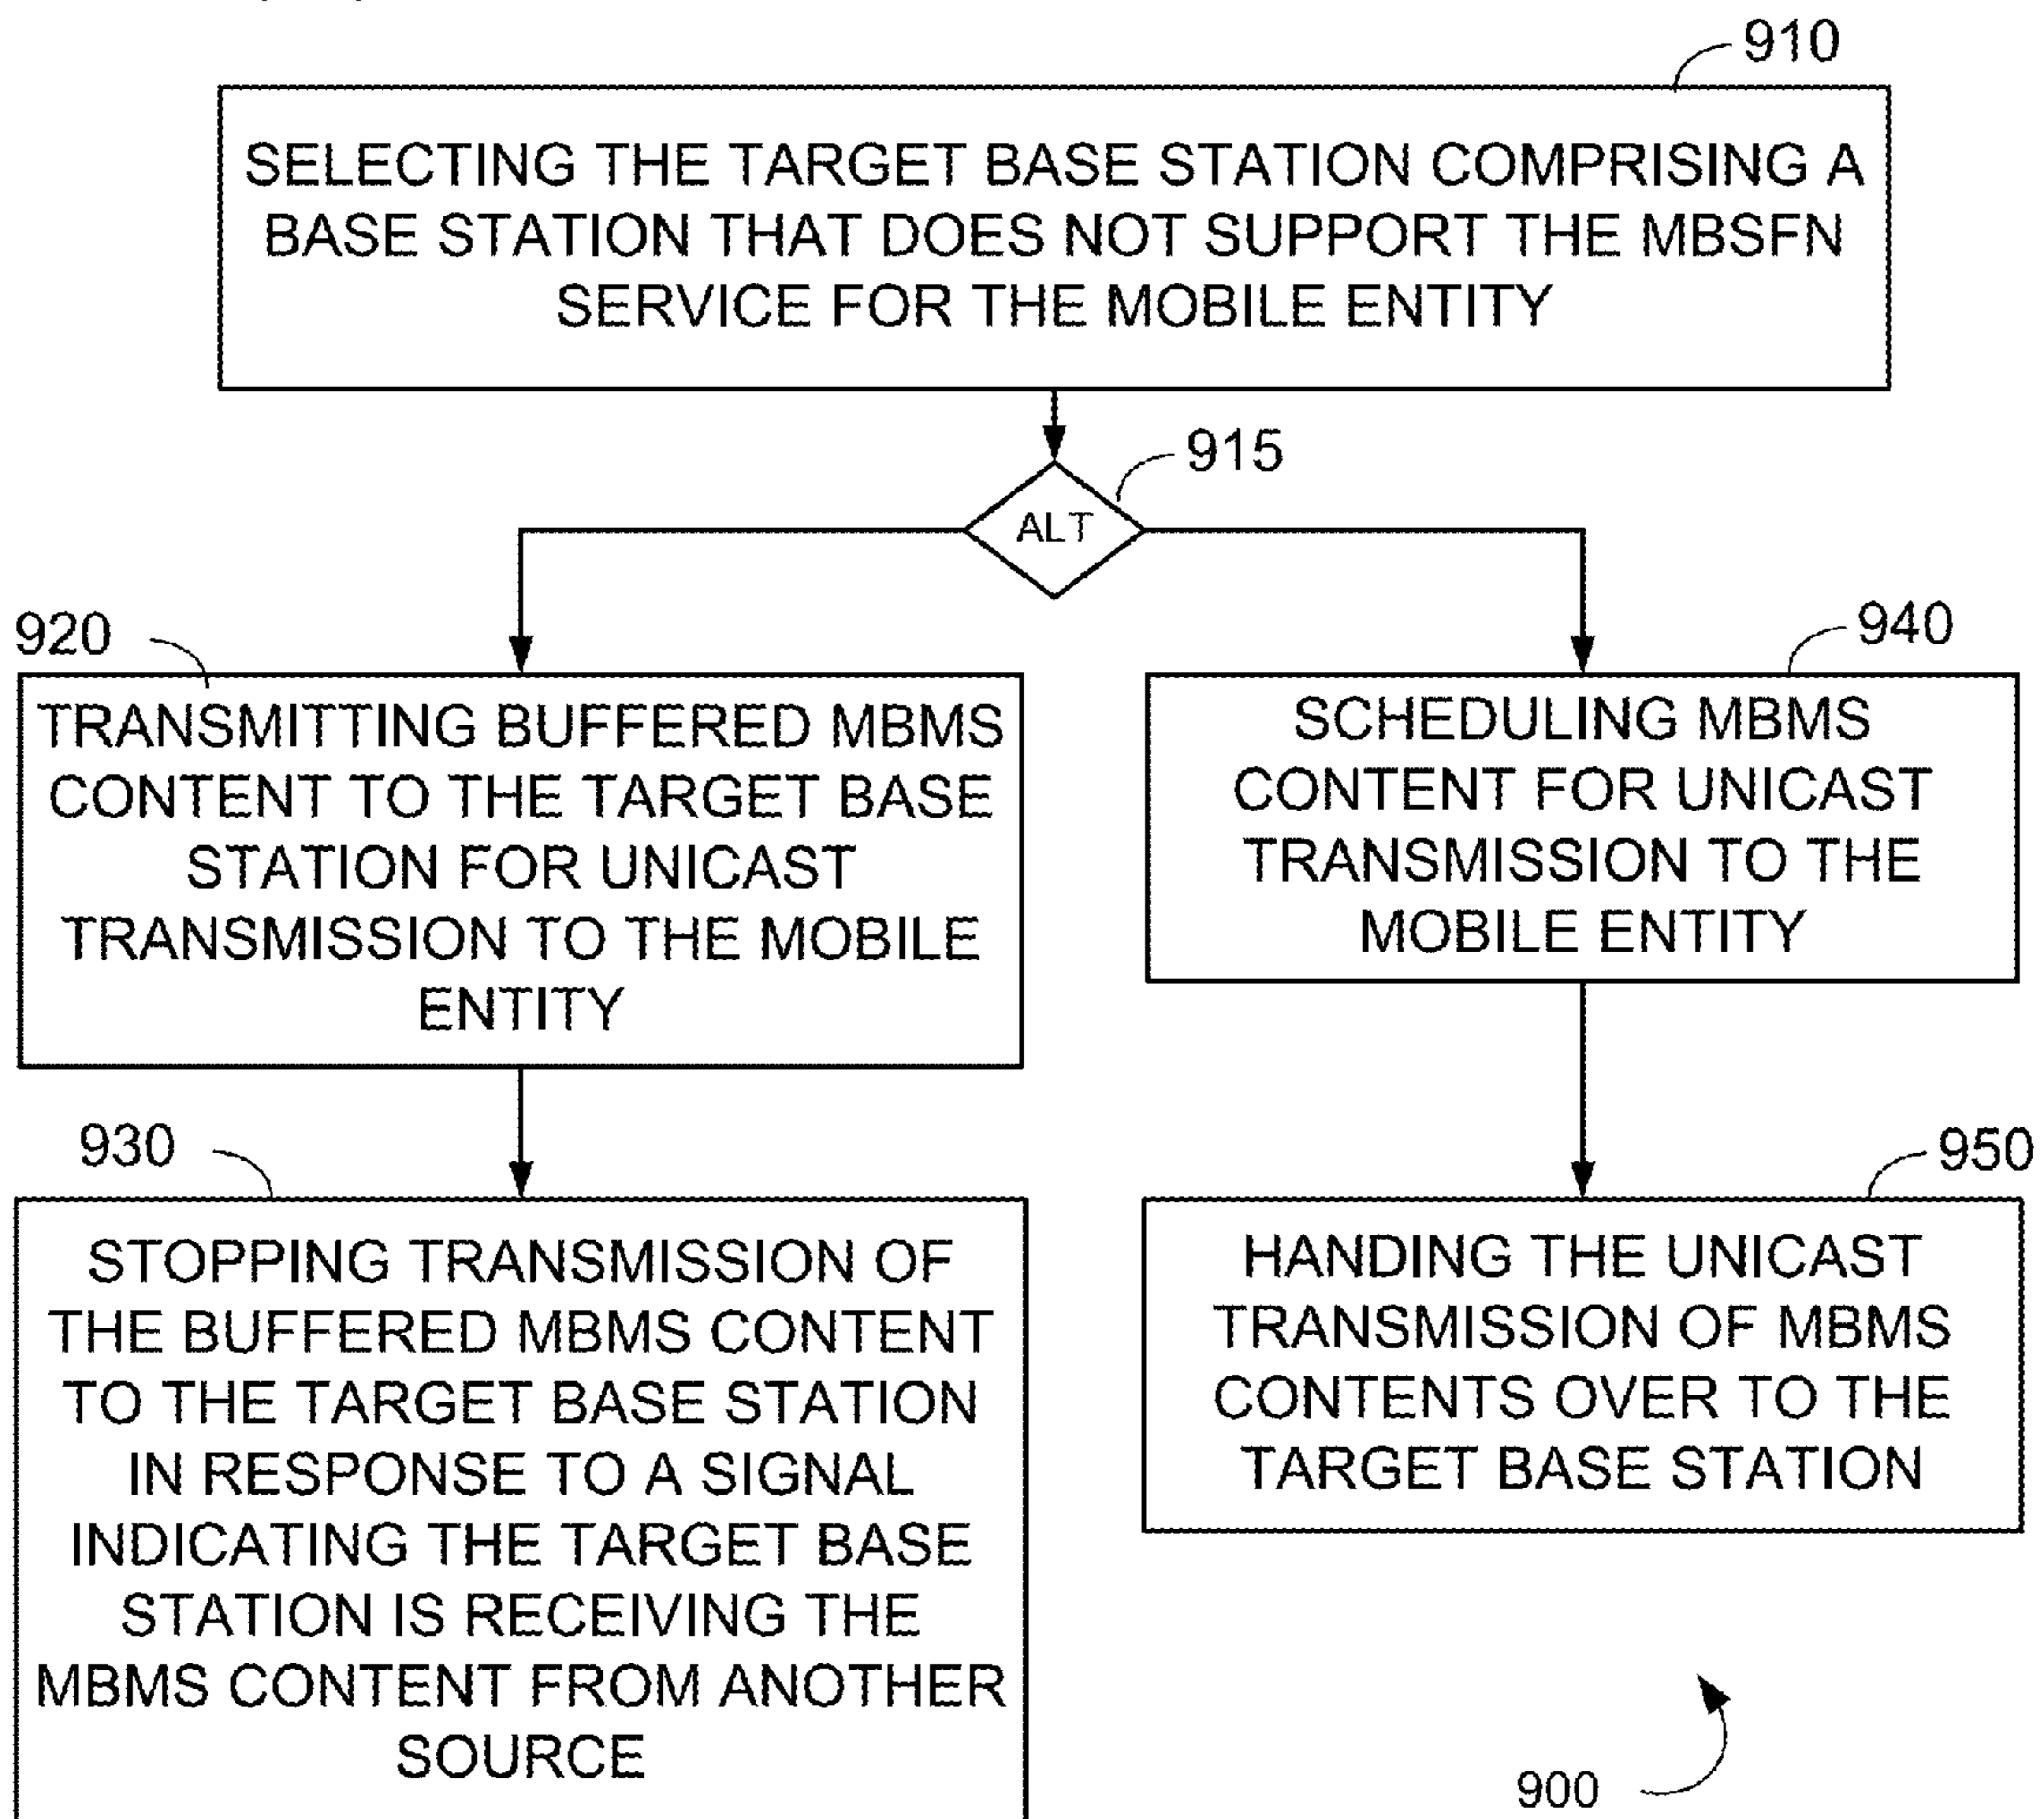 910
SELECTING THE TARGET BASE STATION COMPRISING A
BASE STATION THAT DOES NOT SUPPORT THE MBSFN
SERVICE FOR THE MOBILE ENTITY
915
ALT
920
TRANSMITTING BUFFERED MBMS
CONTENT TO THE TARGET BASE
STATION FOR UNICAST
TRANSMISSION TO THE MOBILE
ENTITY
940
SCHEDULING MBMS
CONTENT FOR UNICAST
TRANSMISSION TO THE
MOBILE ENTITY
930
STOPPING TRANSMISSION OF
THE BUFFERED MBMS CONTENT
TO THE TARGET BASE STATION
IN RESPONSE TO A SIGNAL
INDICATING THE TARGET BASE
STATION IS RECEIVING THE
MBMS CONTENT FROM ANOTHER
SOURCE
950
HANDING THE UNICAST
TRANSMISSION OF MBMS
CONTENTS OVER TO THE
TARGET BASE STATION
900